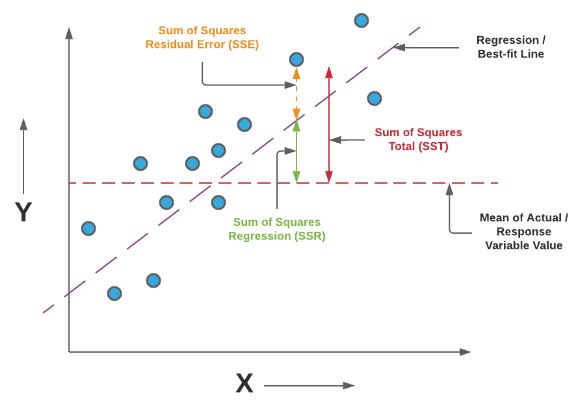 Sum of Squares
Residual Error (SSE)
Regression /
Best-fit Line
Sum of Squares
Total (SST)
Y
Sum of Squares
Regression (SSR)
Mean of Actual /
Response
Variable Value
X